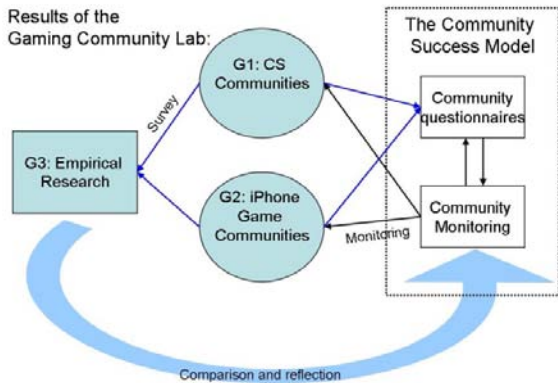 Results of the
Gaming Community Lab:
The Community
Success Model
G1: CS
Communities
Survey
Community
questionnaires
G3: Empirical
Research
G2: iPhone
Game
Communities
Monitoring
Community
Monitoring
Comparison and reflection